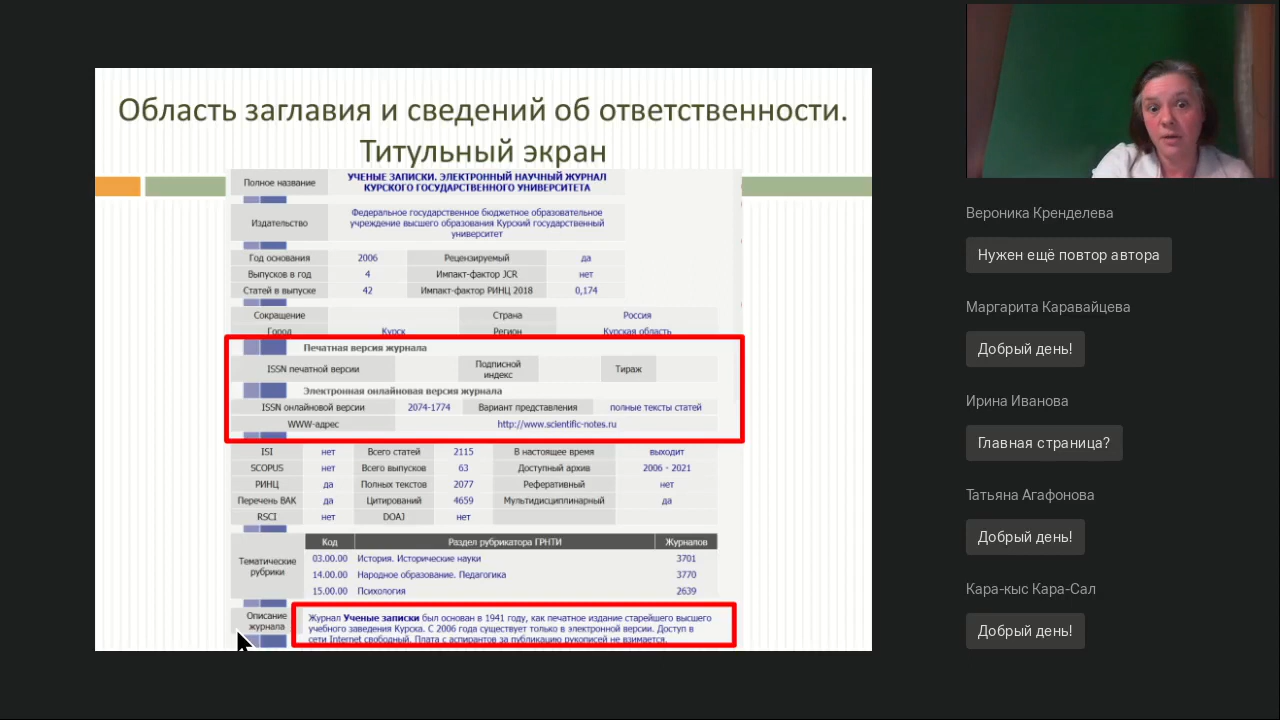 Область заглавия и сведений об ответственности.
Титульный экран
Полное название
УЧЕНЫЕ ЗАПИСКИ. ЭЛЕКТРОННЫЙ НАУЧНЫЙ ЖУРНАЛ
КУРСКОГО ГОСУДАРСТВЕННОГО УНИВЕРСИТЕТА
Издательство
Федеральное государственное бюджетное образовательное
учреждение высшего образования Курский государственный
университет
Год основания 2006 Рецензируемый да
Выпусков в год 4 Импакт-фактор JCR нет
Статей в выпуске 42 Импакт-фактор РИНЦ 2018 0,174
Сокращение Страна Россия
Город Курск Регион Курская область
Печатная версия журнала
ISSN печатной версии Подписной индекс Тираж
Электронная онлайновая версия журнала
ISSN онлайновой версии 2074-1774 Вариант представления полные тексты статей
WWW-адрес http://www.scientific-notes.ru
ISI нет Всего статей 2115 В настоящее время выходит
SCOPUS нет Всего выпусков 63 Доступный архив 2006 - 2021
РИНЦ да Полных текстов 2077 Реферативный нет
Перечень ВАК да Цитирований 4659 Мультидисциплинарный да
RSCI нет DOAJ нет
Тематические рубрики
Код Раздел рубрикатора ГРНТИ Журналов
03.00.00 История. Исторические науки 3701
14.00.00 Народное образование. Педагогика 3770
15.00.00 Психология 2639
Описание журнала
Журнал Ученые записки был основан в 1941 году, как печатное издание старейшего высшего
учебного заведения Курска. С 2006 года существует только в электронной версии. Доступ в
сети Internet свободный. Плата с аспирантов за публикацию рукописей не взимается.
Вероника Кренделева
Нужен ещё повтор автора
Маргарита Каравайцева
Добрый день!
Ирина Иванова
Главная страница?
Татьяна Агафонова
Добрый день!
Кара-кыс Кара-Сал
Добрый день!